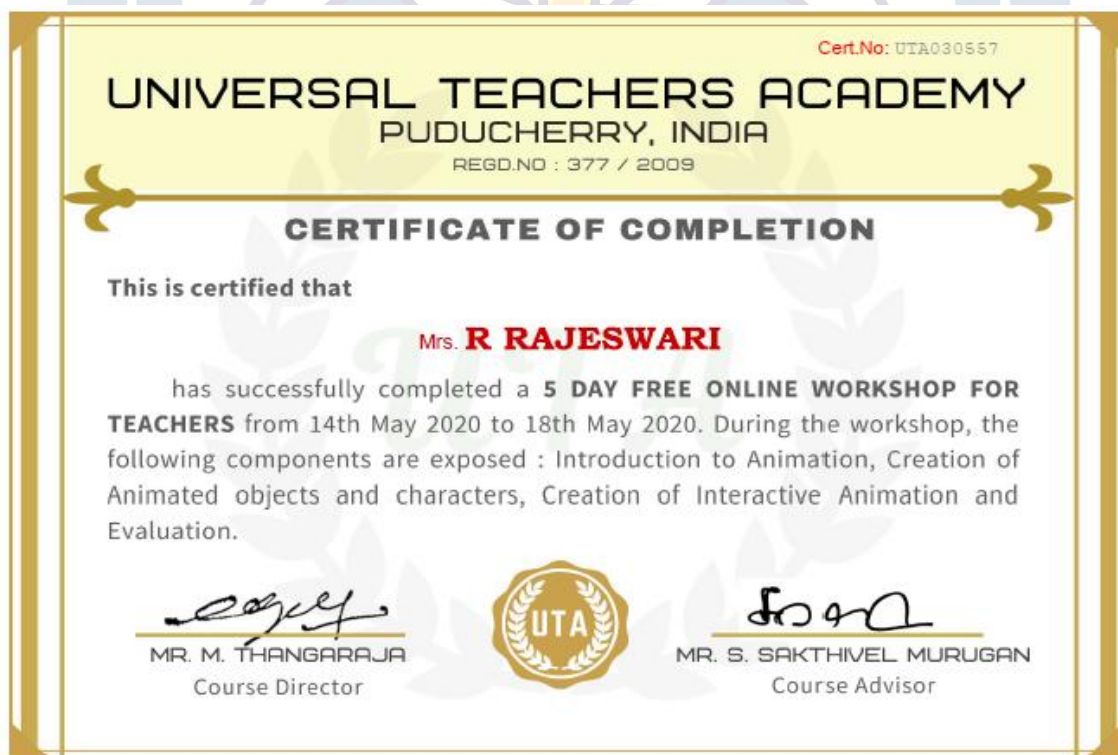 Cert.No: UTA030557
UNIVERSAL TEACHERS ACADEMY
PUDUCHERRY, INDIA
REGD.NO : 377 / 2009
CERTIFICATE OF COMPLETION
This is certified that
Mrs. R RAJESWARI
has successfully completed a 5 DAY FREE ONLINE WORKSHOP FOR
TEACHERS from 14th May 2020 to 18th May 2020. During the workshop, the
following components are exposed : Introduction to Animation, Creation of
Animated objects and characters, Creation of Interactive Animation and
Evaluation.
UTA
UTA
MR. M. THANGARAJA
Course Director
MR. S. SAKTHIVEL MURUGAN
Course Advisor